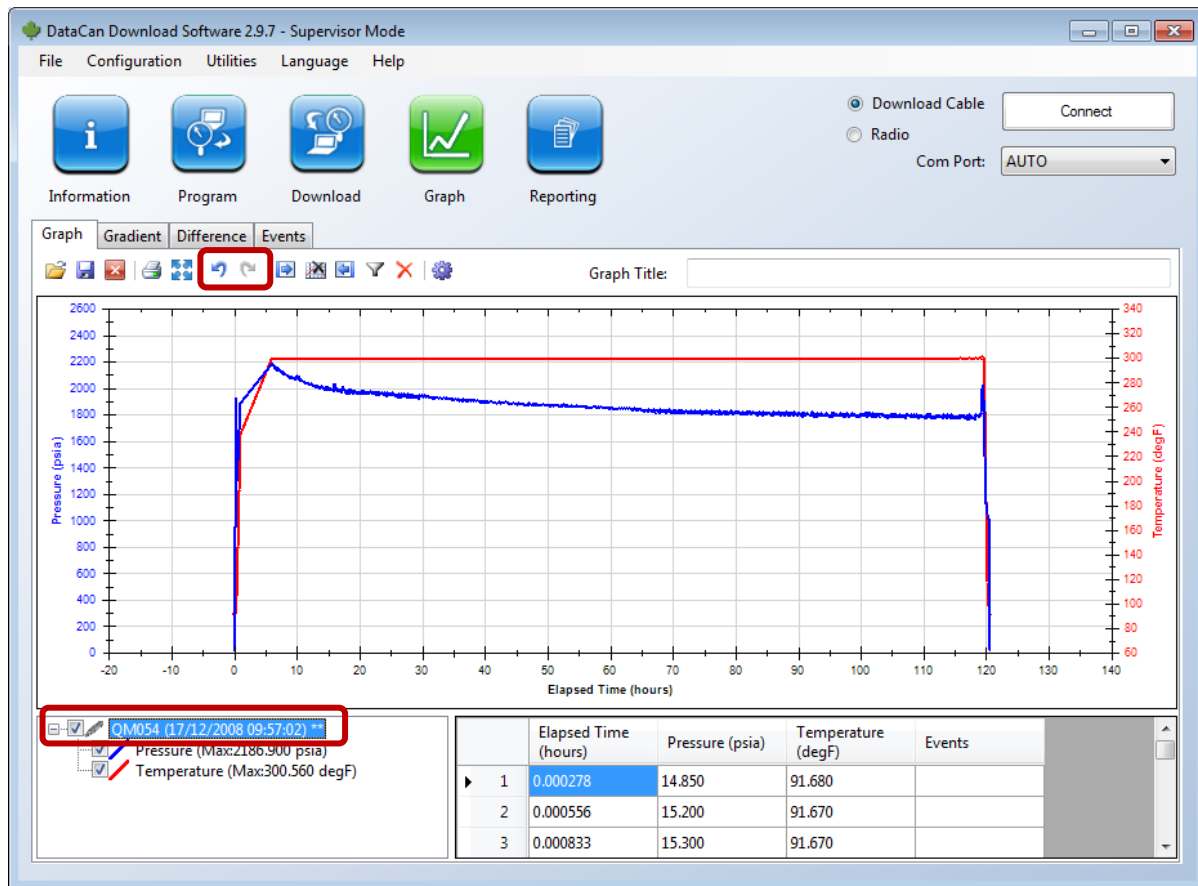 DataCan Download Software 2.9.7 - Supervisor Mode
File Configuration Utilities Language Help
Download Cable
Radio
Connect
Com Port: AUTO
Information Program Download Graph Reporting
Graph Gradient Difference Events
Graph Title:
2600
2400
2200
2000
1800
1600
1400
1200
1000
800
600
400
200
0
Pressure (psia)
340
320
300
280
260
240
220
200
180
160
140
120
100
80
60
Temperature (degF)
-20 -10 0 10 20 30 40 50 60 70 80 90 100 110 120 130 140
Elapsed Time (hours)
QM054 (17/12/2008 09:57:02) **
Pressure (Max:2186.900 psia)
Temperature (Max:300.560 degF)
Elapsed Time (hours) Pressure (psia) Temperature (degF) Events
1 0.000278 14.850 91.680
2 0.000556 15.200 91.670
3 0.000833 15.300 91.670